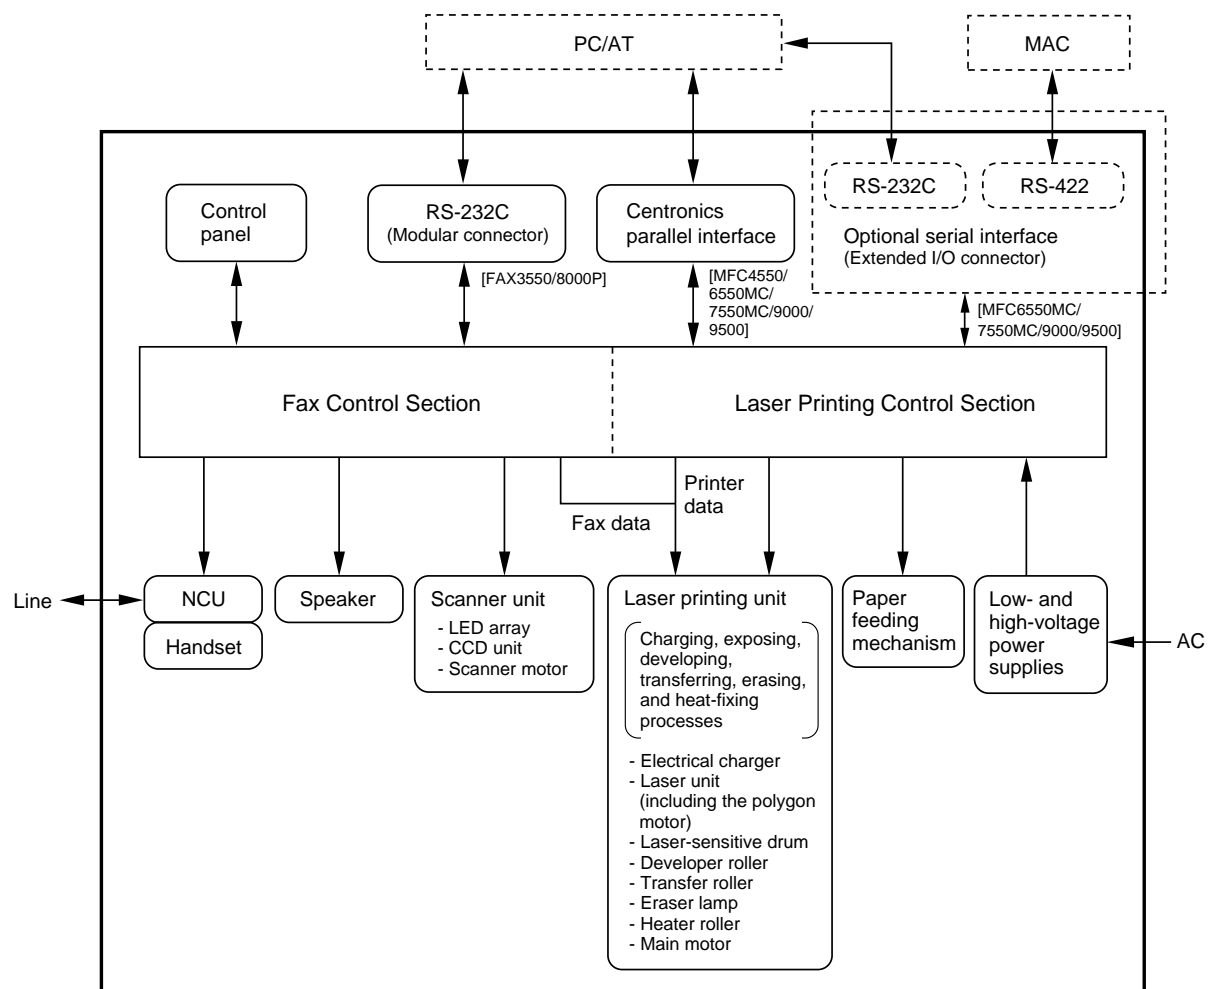 PC/AT
MAC
Control
panel
RS-232C
(Modular connector)
Centronics
parallel interface
RS-232C
RS-422
Optional serial interface
(Extended I/O connector)
[FAX3550/8000P]
[MFC4550/
6550MC/
7550MC/9000/
9500]
[MFC6550MC/
7550MC/9000/9500]
Fax Control Section
Laser Printing Control Section
Printer
data
Fax data
Line
NCU
Handset
Speaker
Scanner unit
- LED array
- CCD unit
- Scanner motor
Laser printing unit
Charging, exposing,
developing,
transferring, erasing,
and heat-fixing
processes
- Electrical charger
- Laser unit
(including the polygon
motor)
- Laser-sensitive drum
- Developer roller
- Transfer roller
- Eraser lamp
- Heater roller
- Main motor
Paper
feeding
mechanism
Low- and
high-voltage
power
supplies
AC